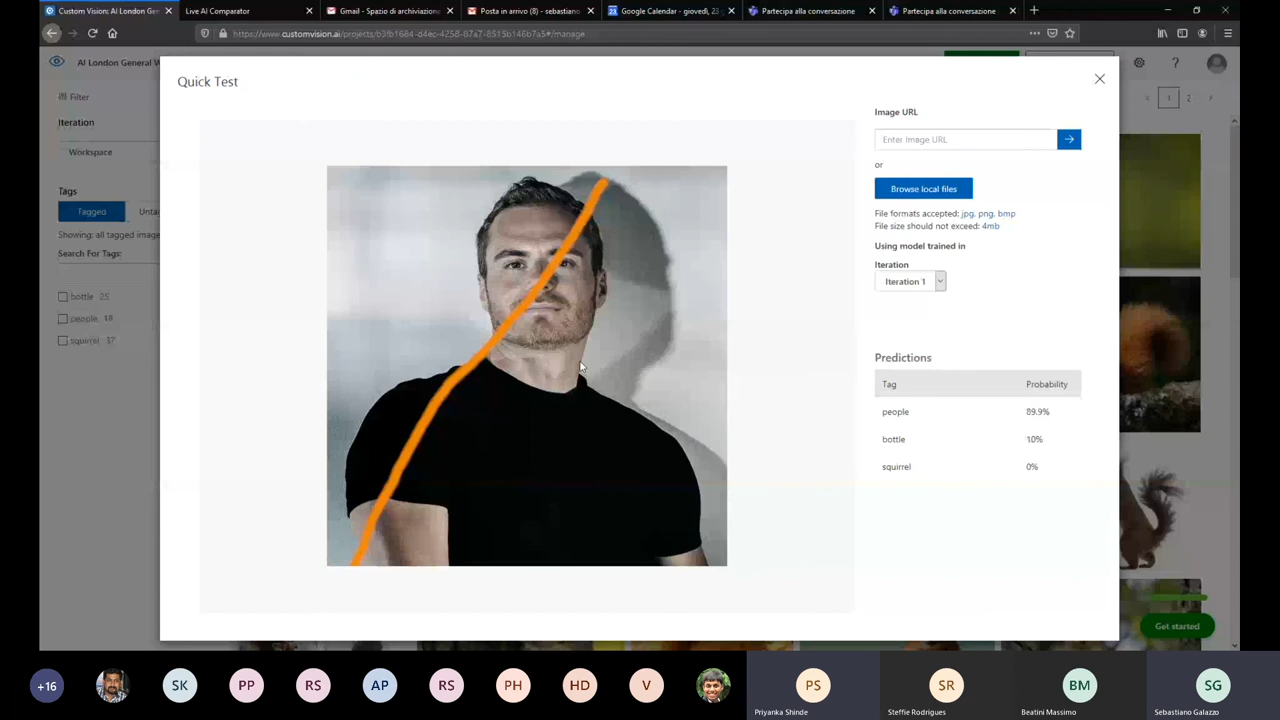 Custom Vision: AI London Gen
Live AI Comparator
Gmail - Spazio di archiviazion
Posta in arrivo (8) - sebastiano
Google Calendar - giovedì, 23 g
Partecipa alla conversazione
Partecipa alla conversazione
AI London General W
Quick Test
Filter
Iteration
Workspace
Tags
Tagged
Unta
Showing: all tagged image
Search For Tags:
bottle 25
people 18
squirrel 17
Image URL
Enter Image URL
or
Browse local files
File formats accepted: jpg, png, bmp
File size should not exceed: 4mb
Using model trained in
Iteration
Iteration 1
Predictions
Tag Probability
people 89.9%
bottle 10%
squirrel 0%
1 2
Get started
+16
SK
PP
RS
AP
RS
PH
HD
V
PS
Priyanka Shinde
SR
Steffie Rodrigues
BM
Beatini Massimo
SG
Sebastiano Galazzo